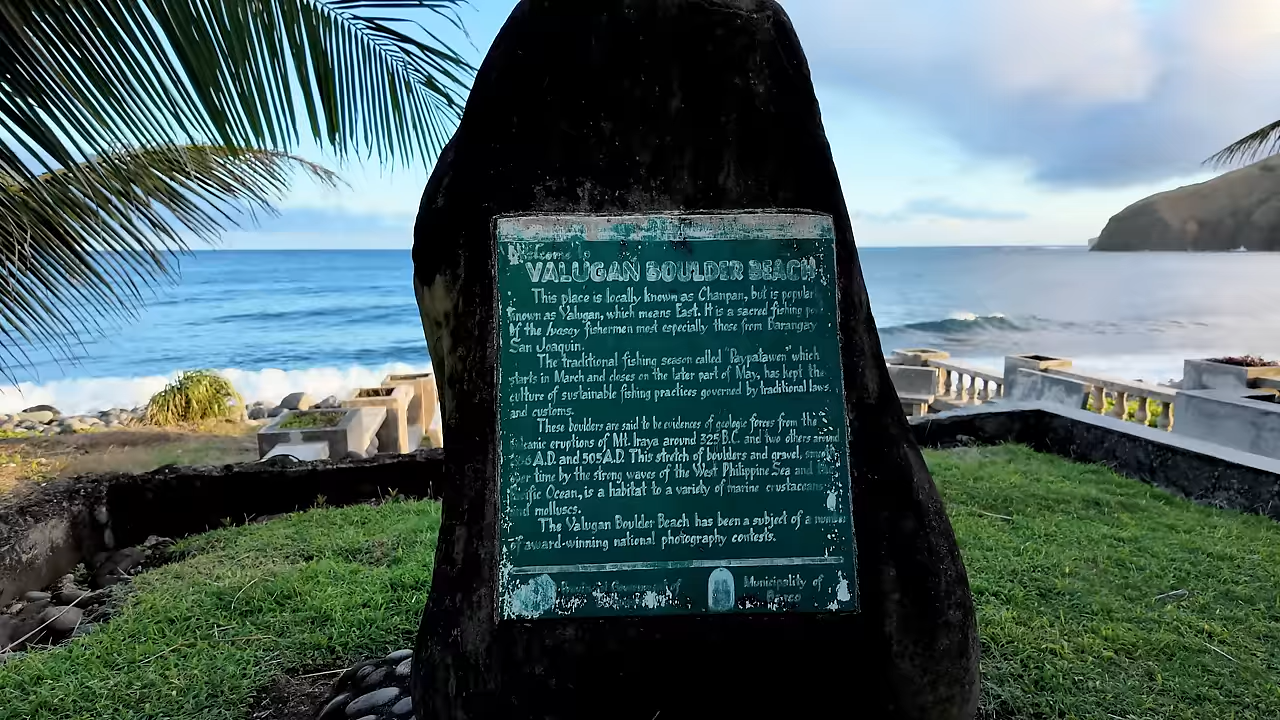 Welcome
VALUGAN BOULDER BEACH
This place is locally known as Chanpan, but is popular
known as Valugan, which means East. It is a sacred fishing
of the Ivasay fishermen most especially those from Barangay
San Joaquin.
The traditional fishing season called "Paypatawen" which
starts in March and closes on the later part of May, has kept the
culture of sustainable fishing practices governed by traditional laws,
and customs.
These boulders are said to be evidences of geologic forces from the
eruptions of Mt. Iraya around 325 B.C. and two others around
A.D. and 505 A.D. This stretch of boulders and gravel,
over time by the strong waves of the West Philippine Sea and
Ocean, is a habitat to a variety of marine crustaceans
and molluscs.
The Valugan Boulder Beach has been a subject of a number
of award-winning national photography contests.
Provincial Government of
Municipality of